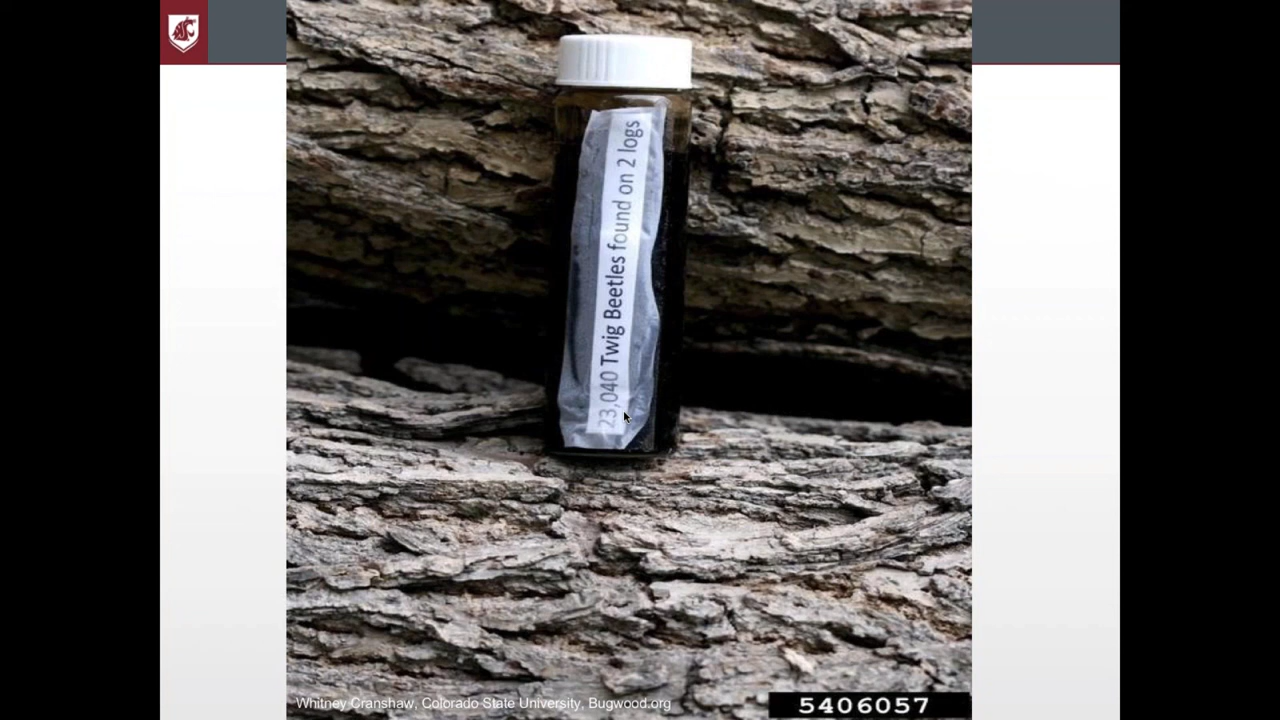 23,040 Twig Beetles found on 2 logs
Whitney Cranshaw, Colorado State University, Bugwood.org
5406057